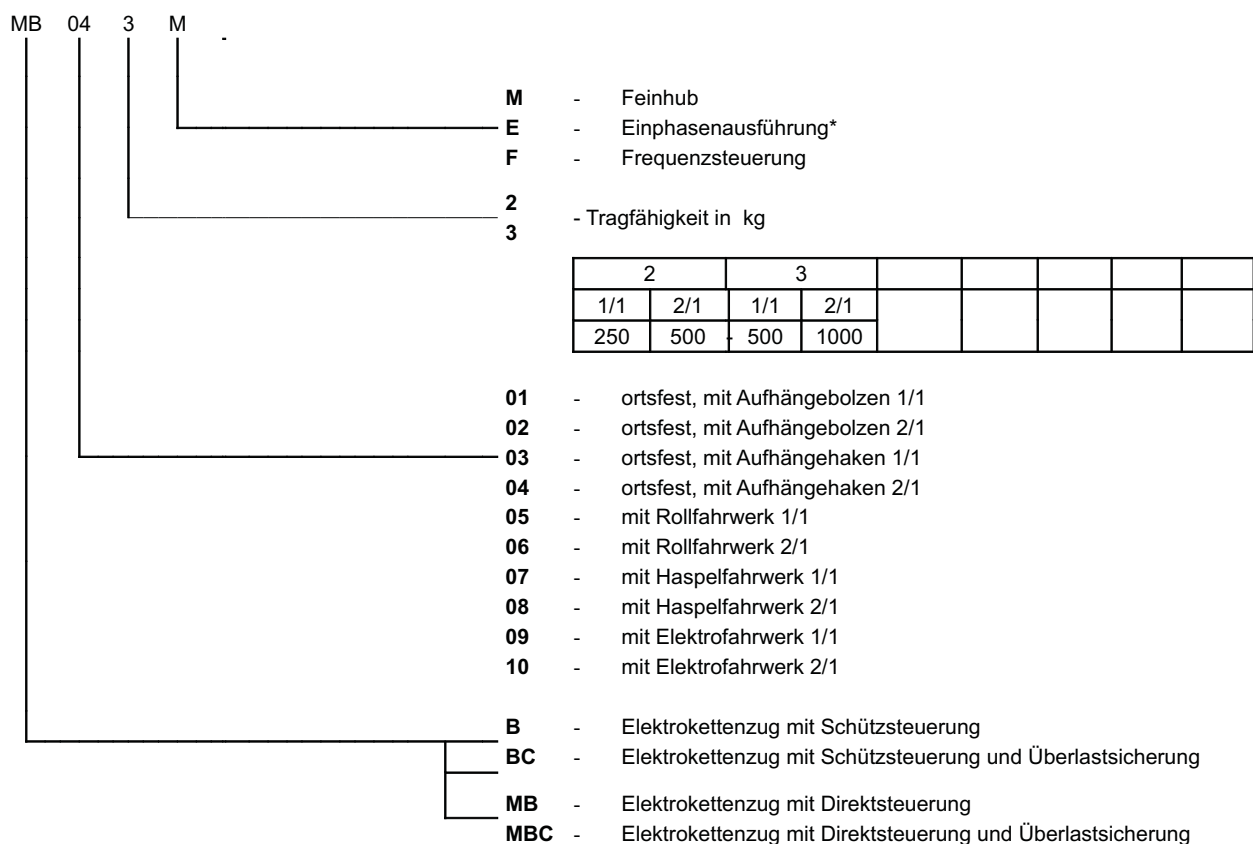 MB 04 3 M -
M - Feinhub
E - Einphasenausführung*
F - Frequenzsteuerung
2
- Tragfähigkeit in kg
3
2 3
1/1 2/1 1/1 2/1
250 500 - 500 1000
01 - ortsfest, mit Aufhängebolzen 1/1
02 - ortsfest, mit Aufhängebolzen 2/1
03 - ortsfest, mit Aufhängehaken 1/1
04 - ortsfest, mit Aufhängehaken 2/1
05 - mit Rollfahrwerk 1/1
06 - mit Rollfahrwerk 2/1
07 - mit Haspelfahrwerk 1/1
08 - mit Haspelfahrwerk 2/1
09 - mit Elektrofahrwerk 1/1
10 - mit Elektrofahrwerk 2/1
B - Elektrokettenzug mit Schützsteuerung
BC - Elektrokettenzug mit Schützsteuerung und Überlastsicherung
MB - Elektrokettenzug mit Direktsteuerung
MBC - Elektrokettenzug mit Direktsteuerung und Überlastsicherung